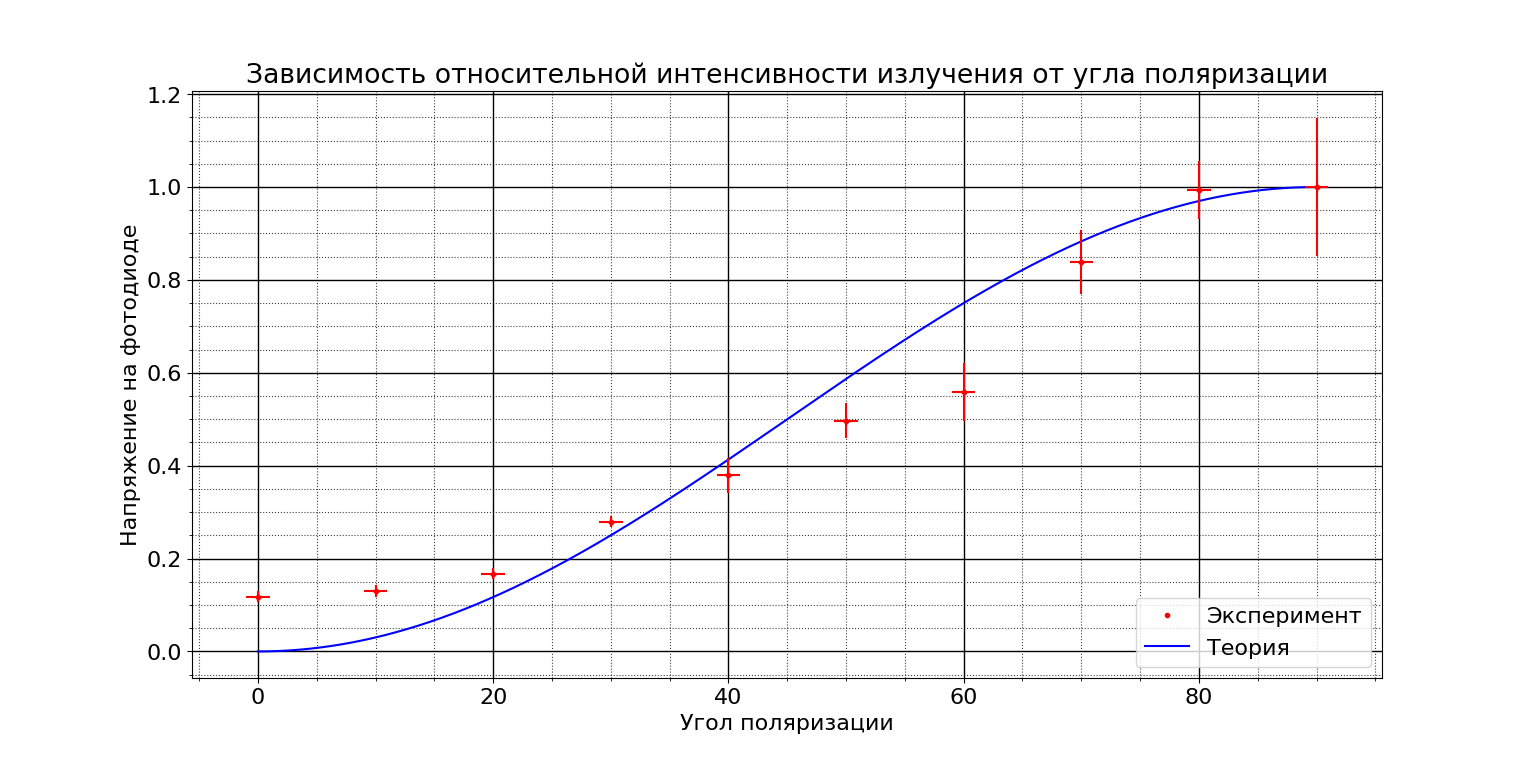 Зависимость относительной интенсивности излучения от угла поляризации
Напряжение на фотодиоде
1.2
1.0
0.8
0.6
0.4
0.2
0.0
0 20 40 60 80
Угол поляризации
Эксперимент
Теория